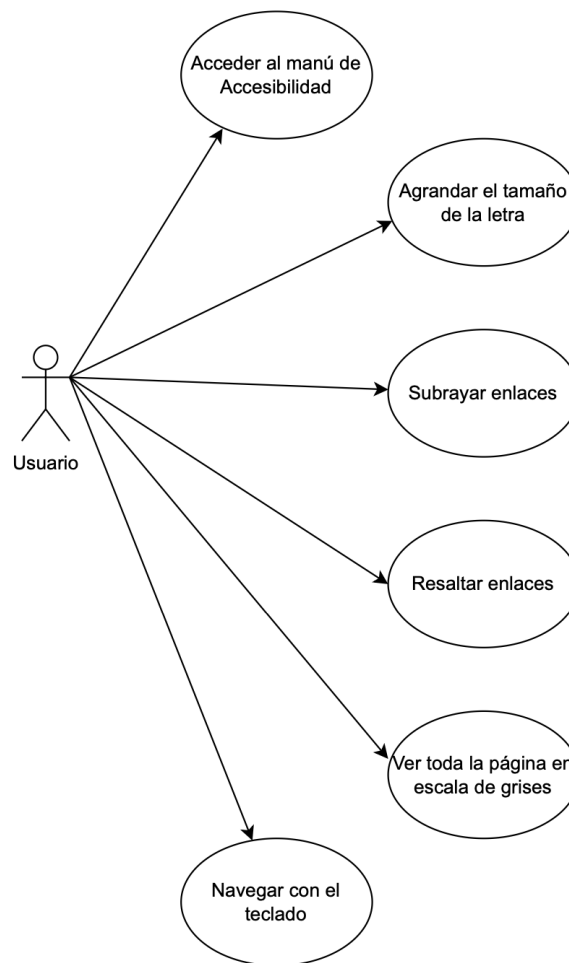 Acceder al manú de
Accesibilidad
Agrandar el tamaño
de la letra
Subrayar enlaces
Usuario
Resaltar enlaces
Ver toda la página en
escala de grises
Navegar con el
teclado